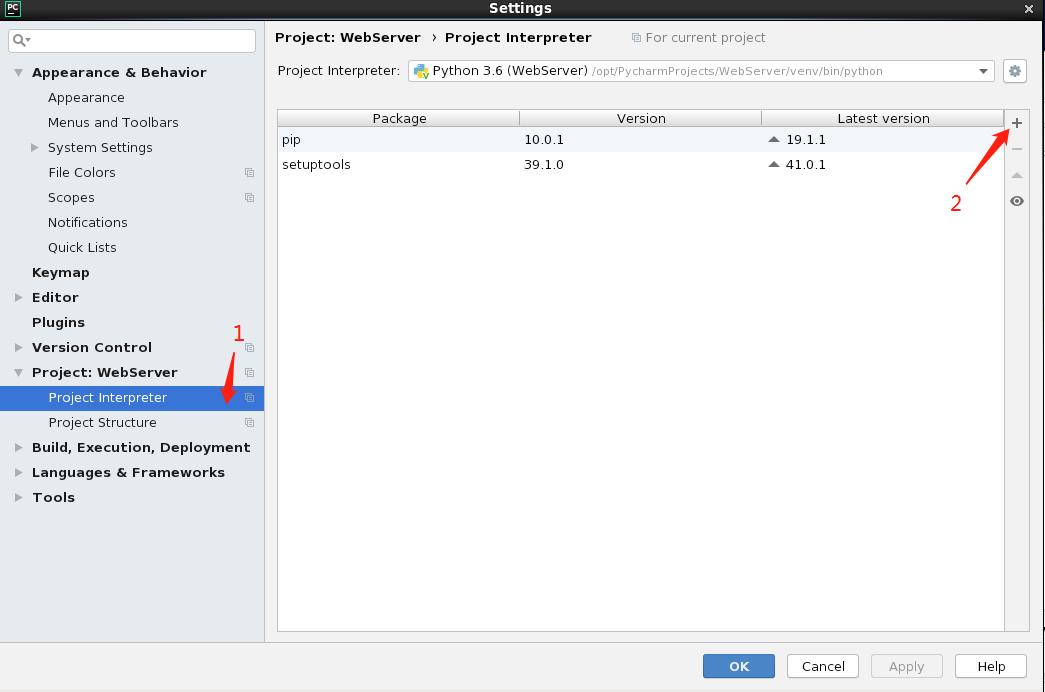 PC
Settings
Appearance & Behavior
Appearance
Menus and Toolbars
System Settings
File Colors
Scopes
Notifications
Quick Lists
Keymap
Editor
Plugins
Version Control
1
Project: WebServer
Project Interpreter
Project Structure
Build, Execution, Deployment
Languages & Frameworks
Tools
Project: WebServer › Project Interpreter For current project
Project Interpreter: Python 3.6 (WebServer) /opt/PycharmProjects/WebServer/venv/bin/python
Package Version Latest version
pip 10.0.1 19.1.1
setuptools 39.1.0 41.0.1
2
OK Cancel Apply Help